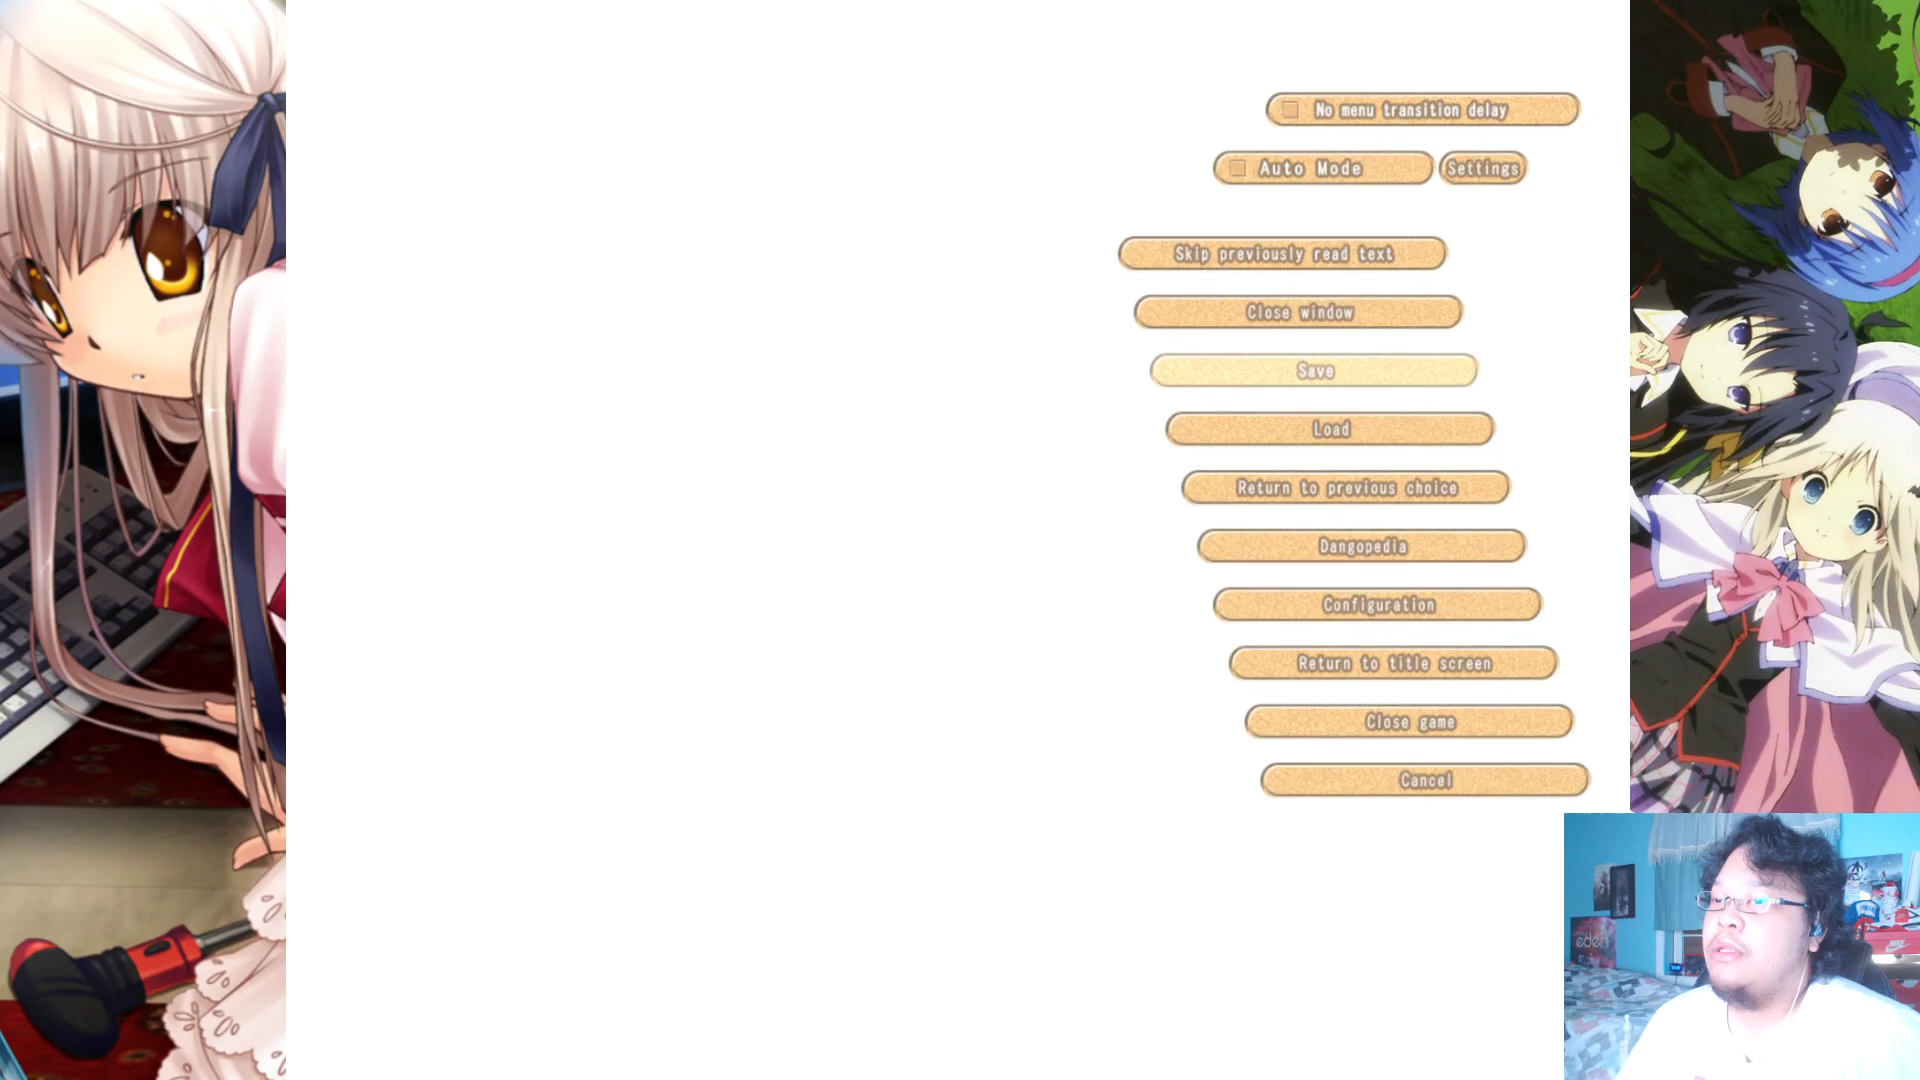 No menu transition delay
Auto Mode
Settings
Skip previously read text
Close window
Save
Load
Return to previous choice
Dangopedia
Configuration
Return to title screen
Close game
Cancel
eden